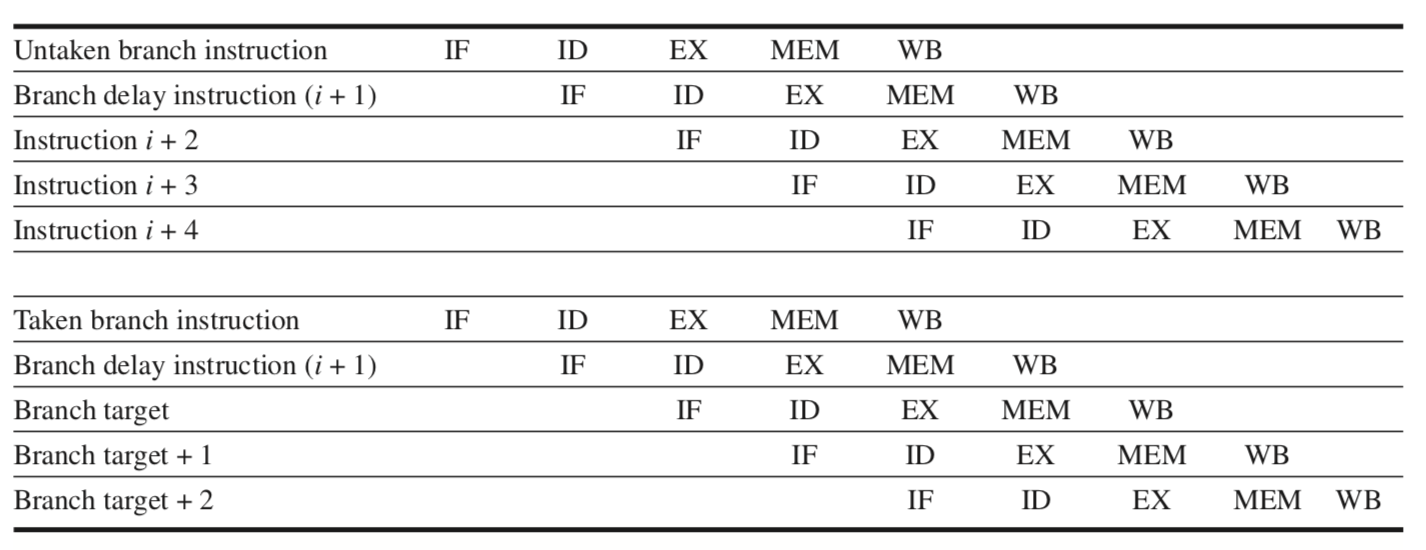 Untaken branch instruction IF ID EX MEM WB
Branch delay instruction (i + 1) IF ID EX MEM WB
Instruction i + 2 IF ID EX MEM WB
Instruction i + 3 IF ID EX MEM WB
Instruction i + 4 IF ID EX MEM WB
Taken branch instruction IF ID EX MEM WB
Branch delay instruction (i + 1) IF ID EX MEM WB
Branch target IF ID EX MEM WB
Branch target + 1 IF ID EX MEM WB
Branch target + 2 IF ID EX MEM WB